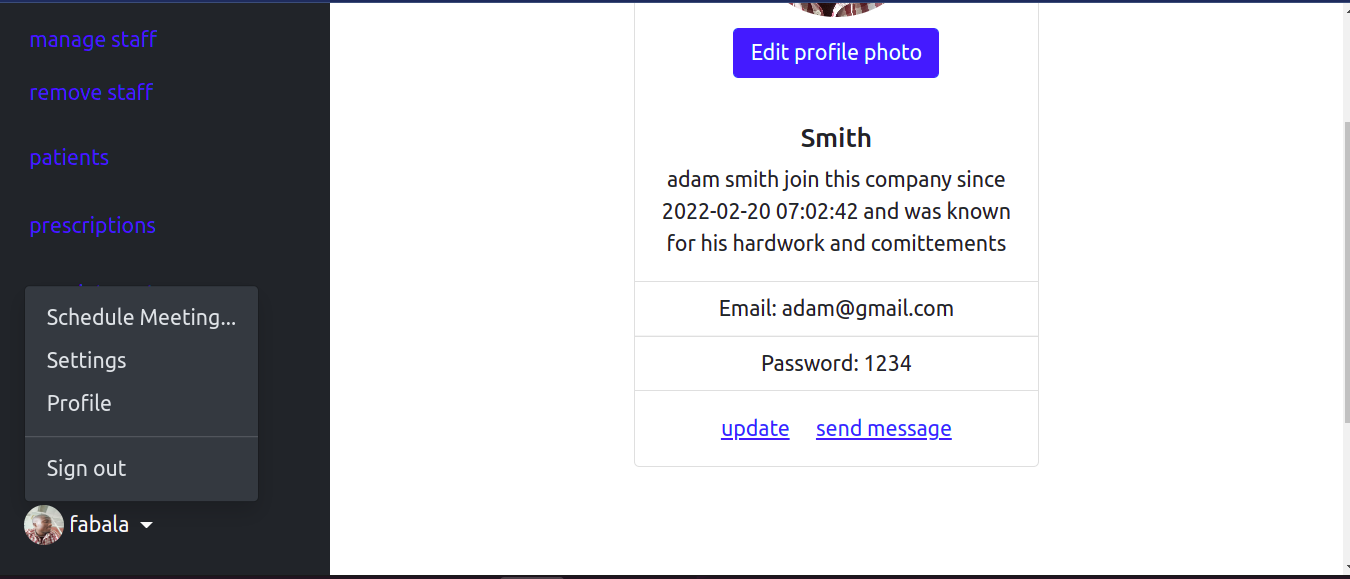 manage staff
remove staff
patients
prescriptions
Schedule Meeting...
Settings
Profile
Sign out
fabala
Edit profile photo
Smith
adam smith join this company since
2022-02-20 07:02:42 and was known
for his hardwork and comittements
Email: adam@gmail.com
Password: 1234
update send message